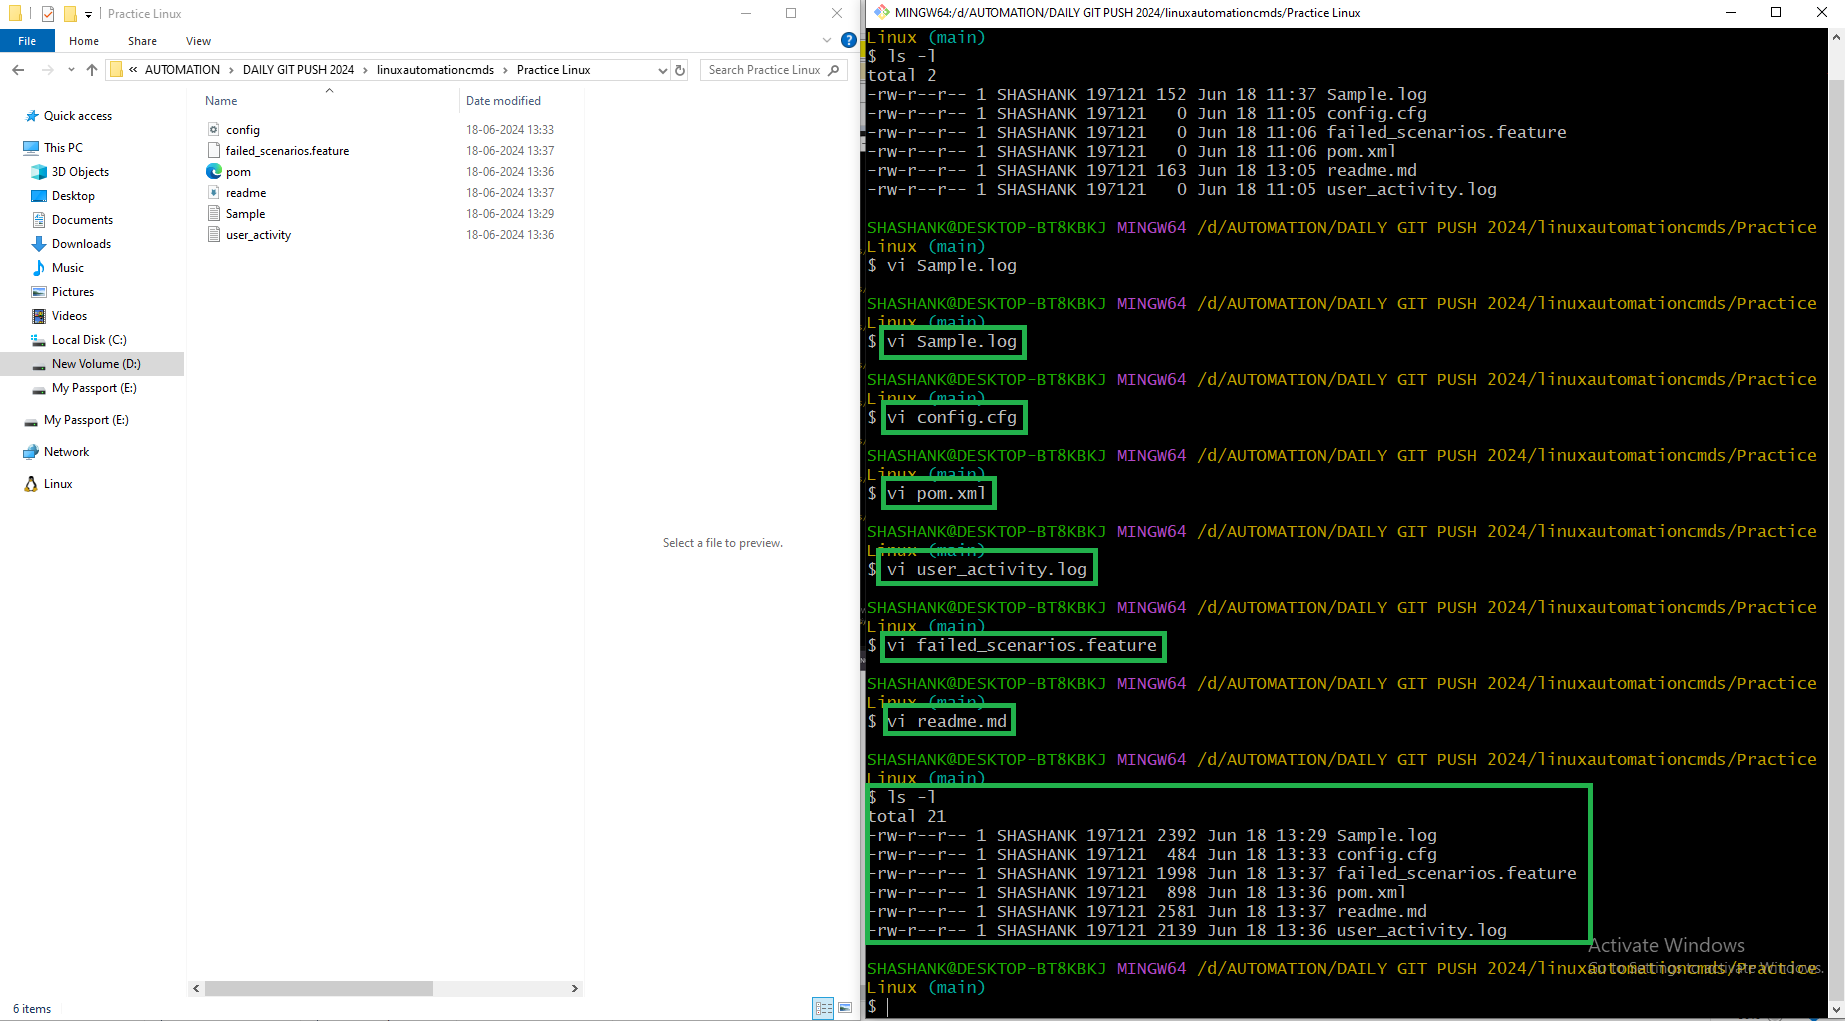 Practice Linux
File Home Share View
« AUTOMATION > DAILY GIT PUSH 2024 > linuxautomationcmds > Practice Linux
Search Practice Linux
Quick access
This PC
3D Objects
Desktop
Documents
Downloads
Music
Pictures
Videos
Local Disk (C:)
New Volume (D:)
My Passport (E:)
My Passport (E:)
Network
Linux
Name Date modified
config 18-06-2024 13:33
failed_scenarios.feature 18-06-2024 13:37
pom 18-06-2024 13:36
readme 18-06-2024 13:37
Sample 18-06-2024 13:29
user_activity 18-06-2024 13:36
Select a file to preview.
6 items
MINGW64:/d/AUTOMATION/DAILY GIT PUSH 2024/linuxautomationcmds/Practice Linux
Linux (main)
$ ls -l
total 2
-rw-r--r-- 1 SHASHANK 197121 152 Jun 18 11:37 Sample.log
-rw-r--r-- 1 SHASHANK 197121   0 Jun 18 11:05 config.cfg
-rw-r--r-- 1 SHASHANK 197121   0 Jun 18 11:06 failed_scenarios.feature
-rw-r--r-- 1 SHASHANK 197121   0 Jun 18 11:06 pom.xml
-rw-r--r-- 1 SHASHANK 197121 163 Jun 18 13:05 readme.md
-rw-r--r-- 1 SHASHANK 197121   0 Jun 18 11:05 user_activity.log
SHASHANK@DESKTOP-BT8KBKJ MINGW64 /d/AUTOMATION/DAILY GIT PUSH 2024/linuxautomationcmds/Practice
Linux (main)
$ vi Sample.log
SHASHANK@DESKTOP-BT8KBKJ MINGW64 /d/AUTOMATION/DAILY GIT PUSH 2024/linuxautomationcmds/Practice
Linux (main)
$ vi Sample.log
SHASHANK@DESKTOP-BT8KBKJ MINGW64 /d/AUTOMATION/DAILY GIT PUSH 2024/linuxautomationcmds/Practice
Linux (main)
$ vi config.cfg
SHASHANK@DESKTOP-BT8KBKJ MINGW64 /d/AUTOMATION/DAILY GIT PUSH 2024/linuxautomationcmds/Practice
Linux (main)
$ vi pom.xml
SHASHANK@DESKTOP-BT8KBKJ MINGW64 /d/AUTOMATION/DAILY GIT PUSH 2024/linuxautomationcmds/Practice
Linux (main)
$ vi user_activity.log
SHASHANK@DESKTOP-BT8KBKJ MINGW64 /d/AUTOMATION/DAILY GIT PUSH 2024/linuxautomationcmds/Practice
Linux (main)
$ vi failed_scenarios.feature
SHASHANK@DESKTOP-BT8KBKJ MINGW64 /d/AUTOMATION/DAILY GIT PUSH 2024/linuxautomationcmds/Practice
Linux (main)
$ vi readme.md
SHASHANK@DESKTOP-BT8KBKJ MINGW64 /d/AUTOMATION/DAILY GIT PUSH 2024/linuxautomationcmds/Practice
Linux (main)
$ ls -l
total 21
-rw-r--r-- 1 SHASHANK 197121 2392 Jun 18 13:29 Sample.log
-rw-r--r-- 1 SHASHANK 197121  484 Jun 18 13:33 config.cfg
-rw-r--r-- 1 SHASHANK 197121 1998 Jun 18 13:37 failed_scenarios.feature
-rw-r--r-- 1 SHASHANK 197121  898 Jun 18 13:36 pom.xml
-rw-r--r-- 1 SHASHANK 197121 2581 Jun 18 13:37 readme.md
-rw-r--r-- 1 SHASHANK 197121 2139 Jun 18 13:36 user_activity.log
Activate Windows
Go to Settings to activate Windows.
SHASHANK@DESKTOP-BT8KBKJ MINGW64 /d/AUTOMATION/DAILY GIT PUSH 2024/linuxautomationcmds/Practice
Linux (main)
$